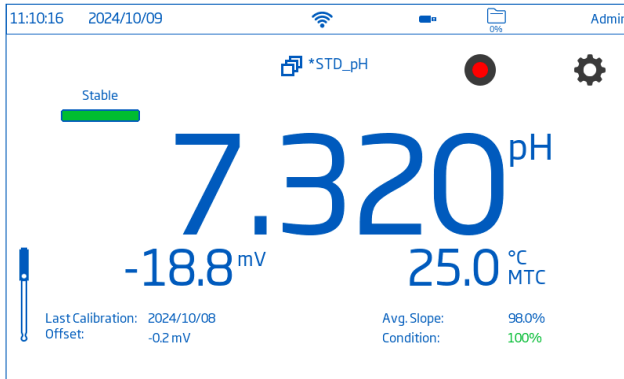 11:10:16 2024/10/09 0% Admin
*STD_pH
Stable
7.320 pH
-18.8 mV 25.0 °C MTC
Last Calibration: 2024/10/08 Avg. Slope: 98.0%
Offset: -0.2 mV Condition: 100%